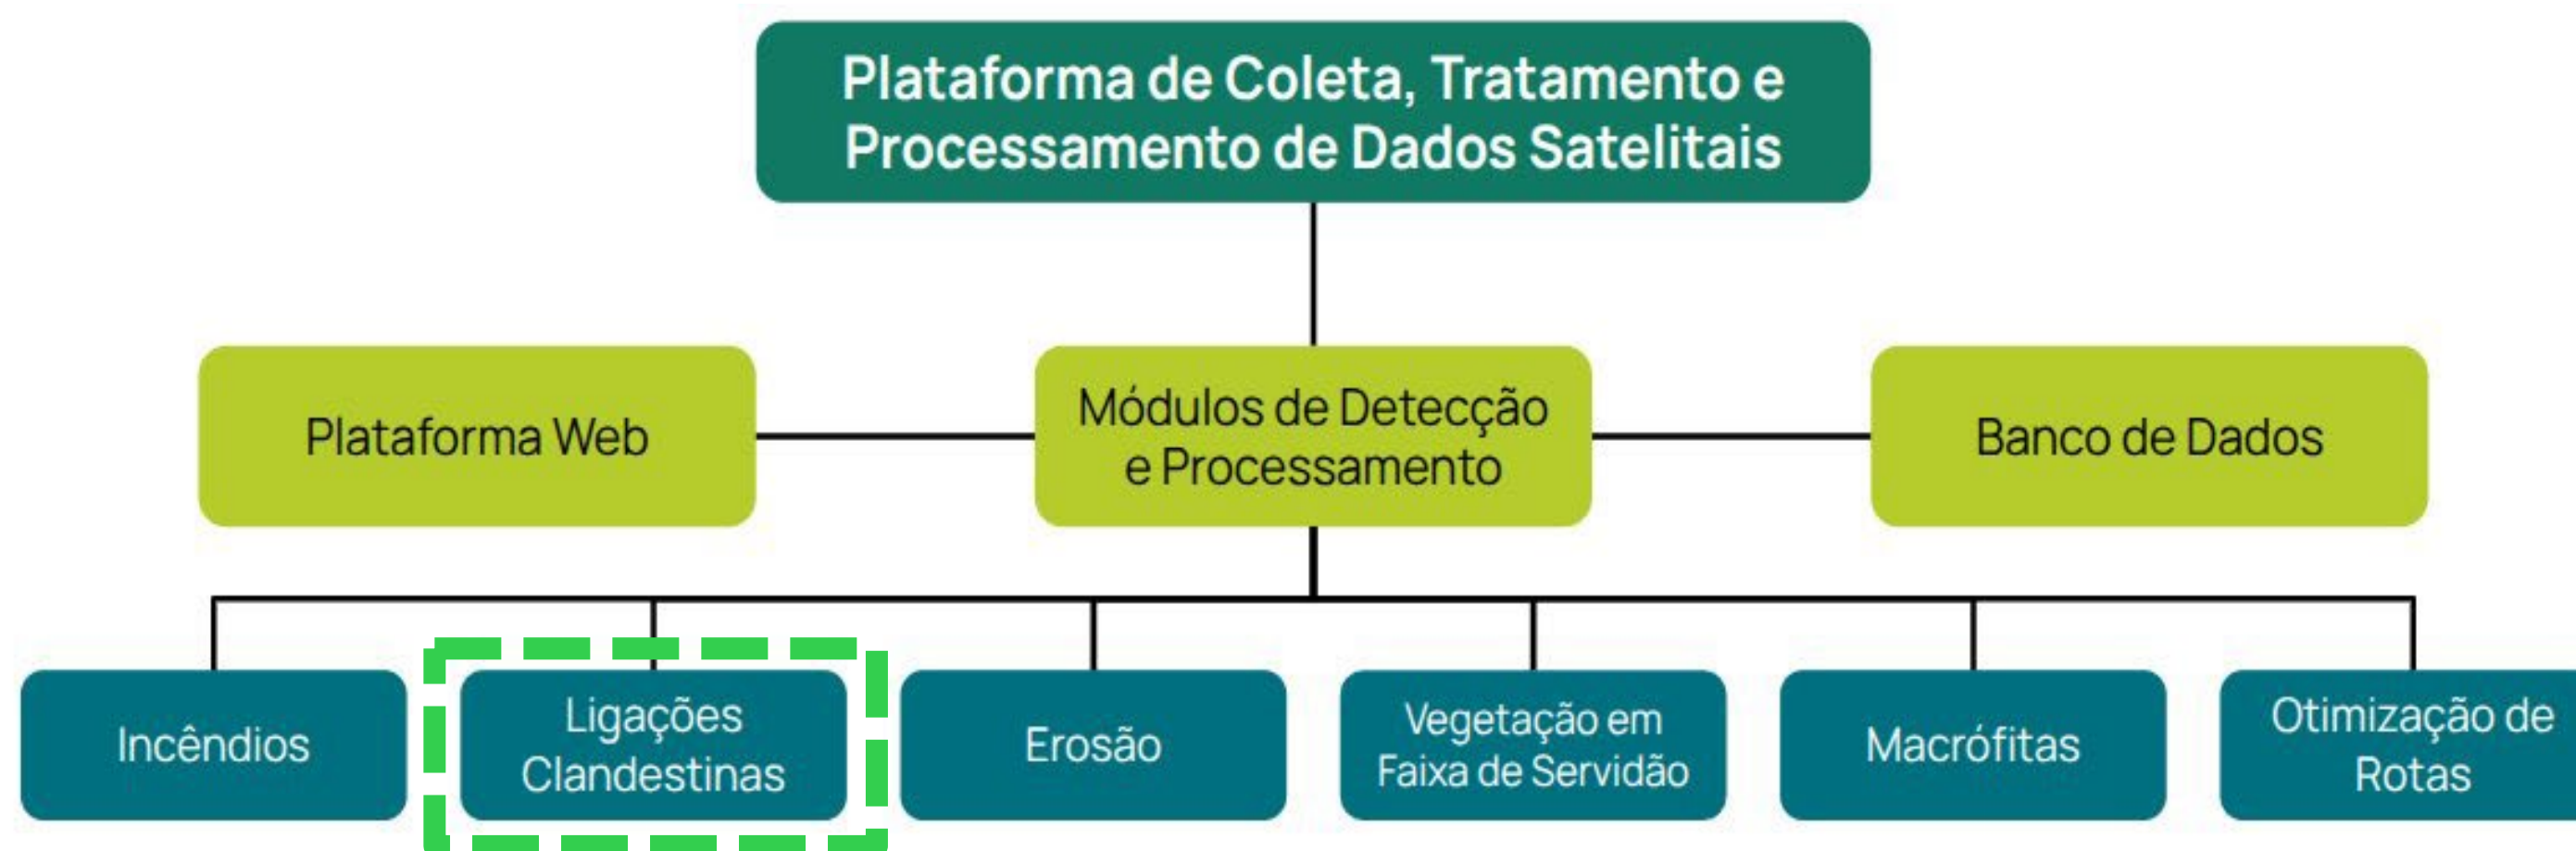 Plataforma de Coleta, Tratamento e
Processamento de Dados Satelitais
Plataforma Web
Módulos de Detecção
e Processamento
Banco de Dados
Incêndios
Ligações
Clandestinas
Erosão
Vegetação em
Faixa de Servidão
Macrófitas
Otimização de
Rotas